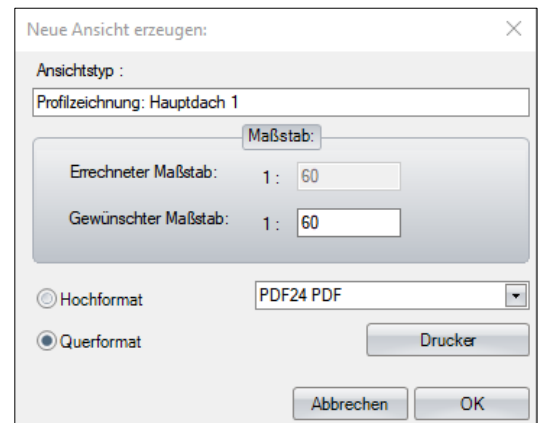 Neue Ansicht erzeugen:
Ansichtstyp :
Profilzeichnung: Hauptdach 1
Maßstab:
Errechneter Maßstab: 1 : 60
Gewünschter Maßstab: 1 : 60
Hochformat PDF24 PDF
Querformat Drucker
Abbrechen OK